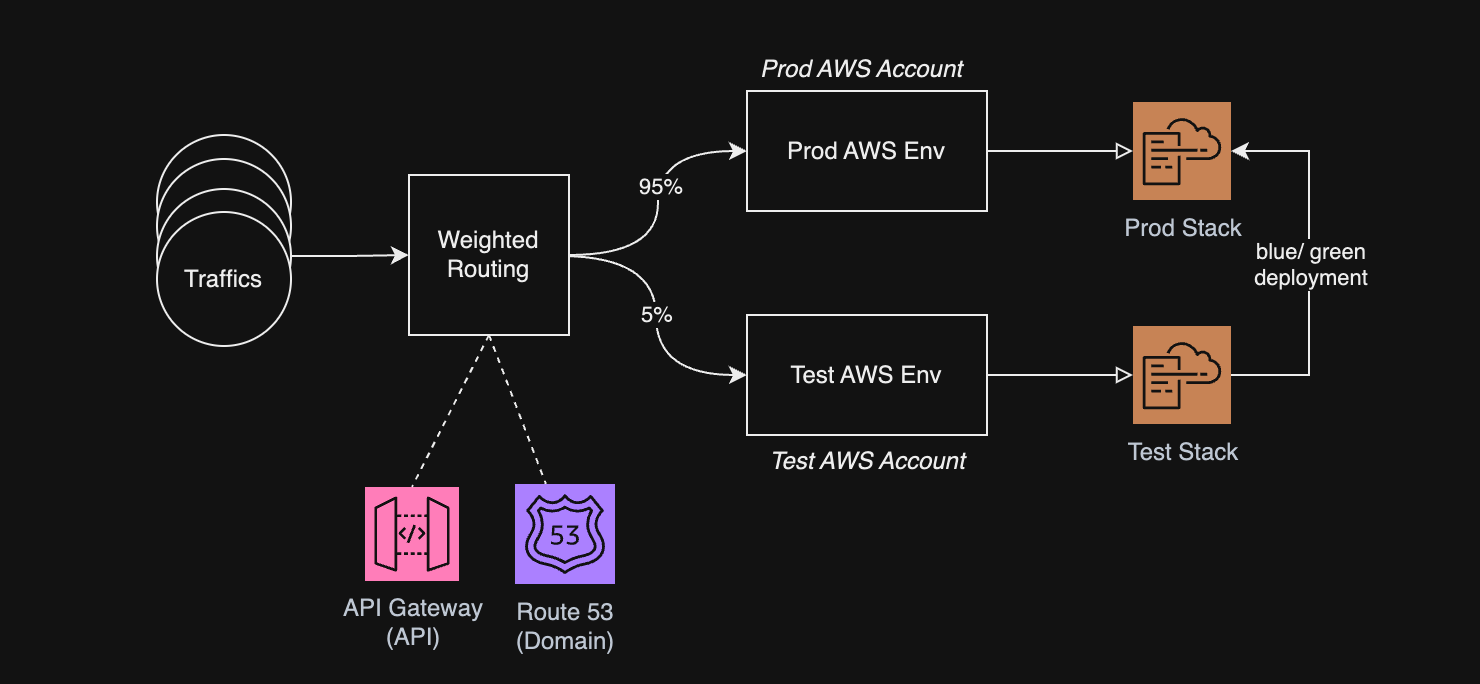 Prod AWS Account
Prod AWS Env
95%
Traffics
Weighted
Routing
Prod Stack
blue/ green
deployment
5%
Test AWS Env
Test AWS Account
Test Stack
</>
53
API Gateway
(API)
Route 53
(Domain)